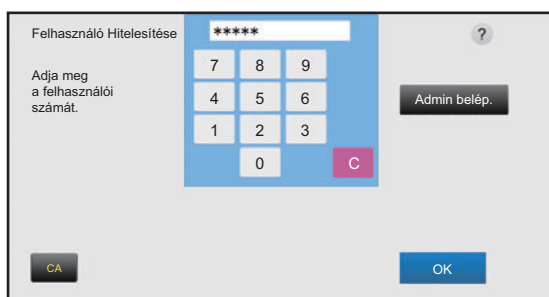 Felhasználó Hitelesítése
*****
?
Adja meg
a felhasználói
számát.
7 8 9
4 5 6
1 2 3
0 C
Admin belép.
CA
OK